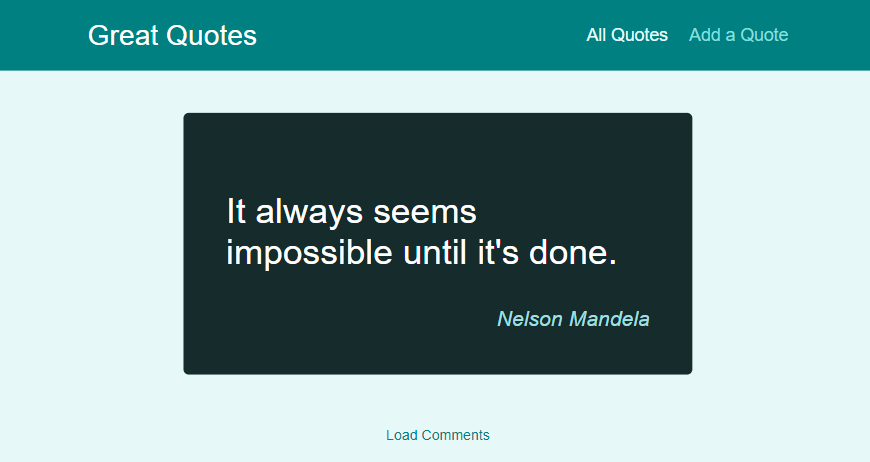 Great Quotes
All Quotes
Add a Quote
It always seems
impossible until it's done.
Nelson Mandela
Load Comments